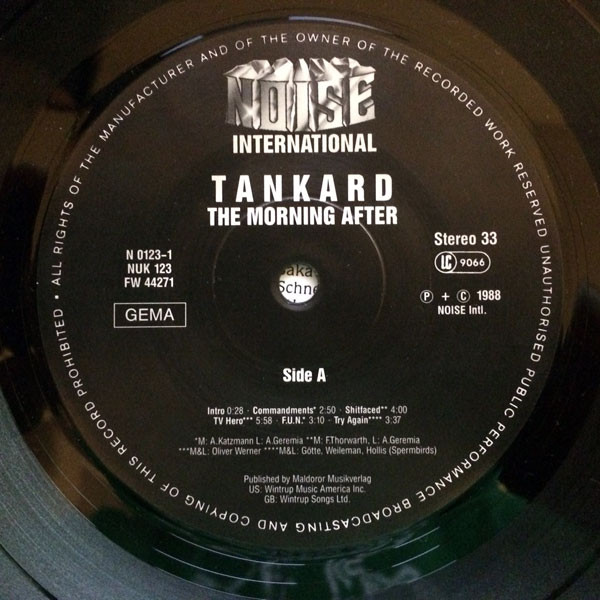 • ALL RIGHTS OF THE MANUFACTURER AND OF THE OWNER OF THE RECORDED WORK RESERVED UNAUTHORISED PUBLIC PERFORMANCE BROADCASTING AND COPYING OF THIS RECORD PROHIBITED
NOISE
INTERNATIONAL
TANKARD
THE MORNING AFTER
N 0123-1
NUK 123
FW 44271
GEMA
Stereo 33
LC 9066
Ⓟ + © 1988
NOISE Intl.
Side A
Intro 0:28 · Commandments* 2:50 · Shitfaced** 4:00
TV Hero*** 5:58 · F.U.N.* 3:10 · Try Again**** 3:37
*M: A.Katzmann L: A.Geremia **M: F.Thorwarth, L: A.Geremia
***M&L: Oliver Werner ****M&L: Götte, Weileman, Hollis (Spermbirds)
Published by Maldoror Musikverlag
US: Wintrup Music America Inc.
GB: Wintrup Songs Ltd.